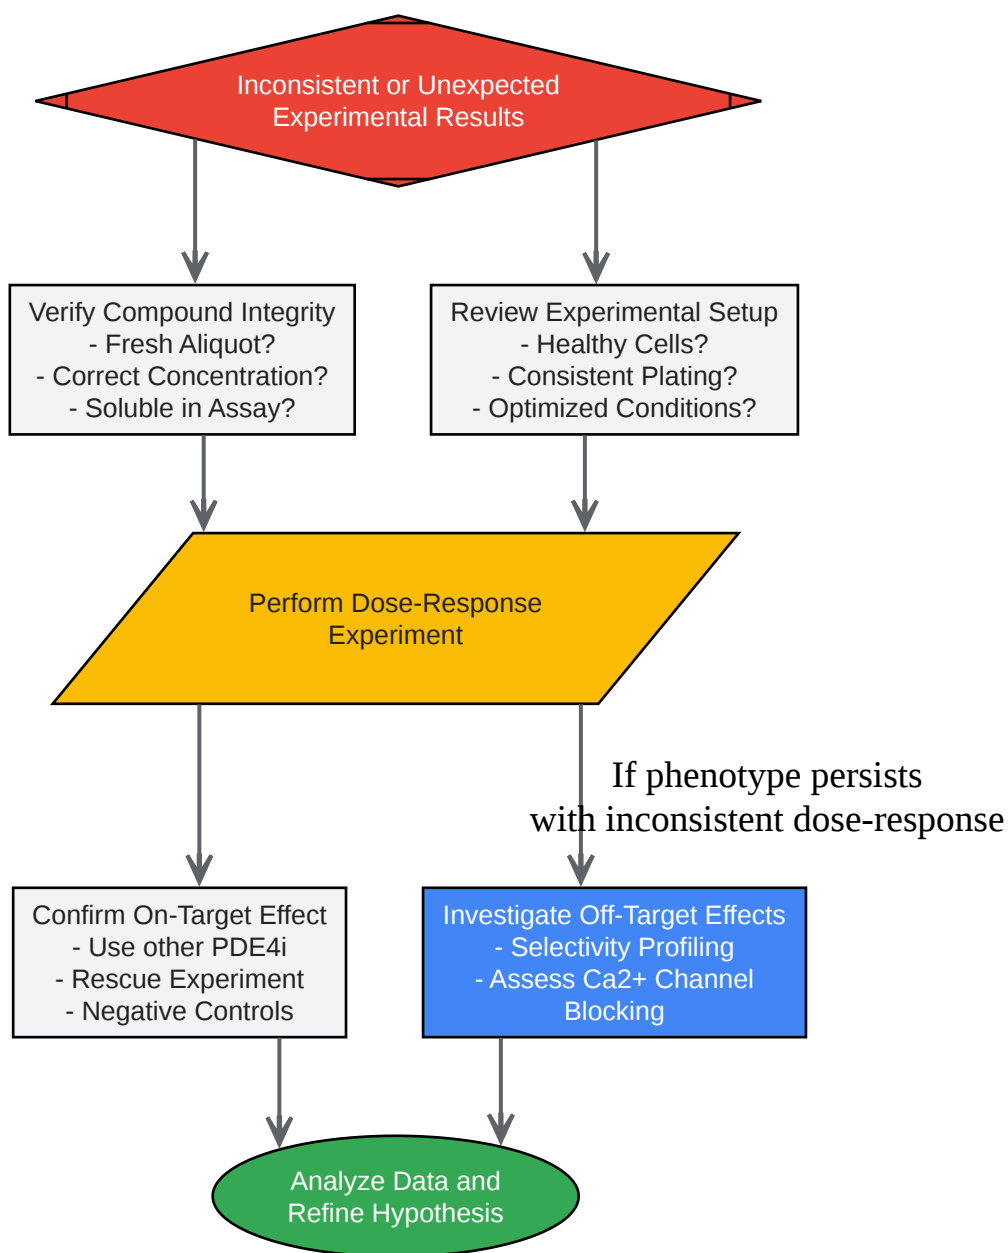 Inconsistent or Unexpected
Experimental Results
Verify Compound Integrity
- Fresh Aliquot?
- Correct Concentration?
- Soluble in Assay?
Review Experimental Setup
- Healthy Cells?
- Consistent Plating?
- Optimized Conditions?
Perform Dose-Response
Experiment
If phenotype persists
with inconsistent dose-response
Confirm On-Target Effect
- Use other PDE4i
- Rescue Experiment
- Negative Controls
Investigate Off-Target Effects
- Selectivity Profiling
- Assess Ca2+ Channel
Blocking
Analyze Data and
Refine Hypothesis